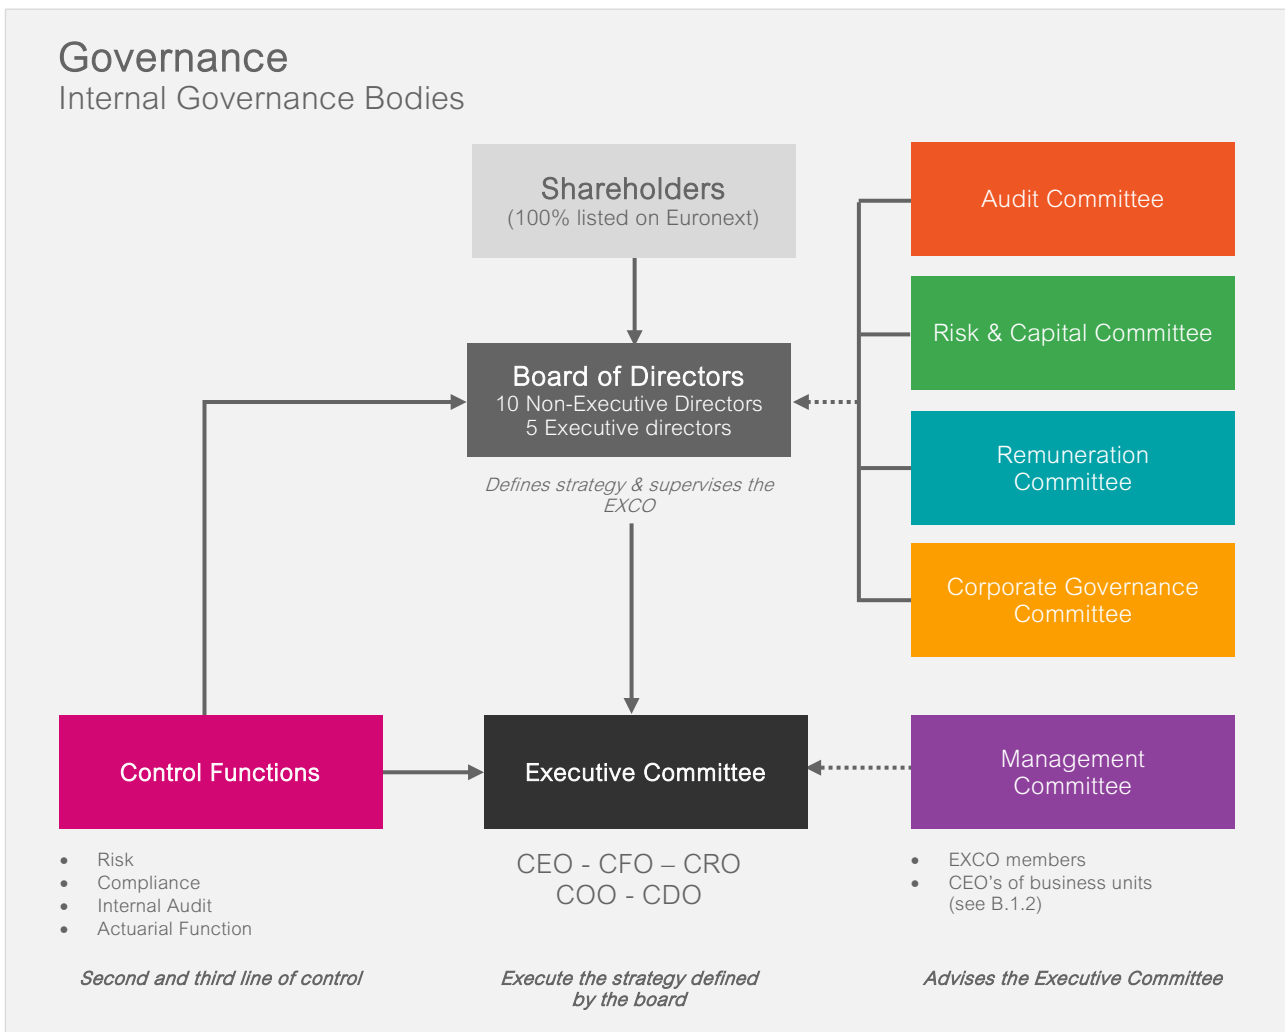 Governance
Internal Governance Bodies
Shareholders
(100% listed on Euronext)
Audit Committee
Risk & Capital Committee
Board of Directors
10 Non-Executive Directors
5 Executive directors
Defines strategy & supervises the
EXCO
Remuneration
Committee
Corporate Governance
Committee
Control Functions
Executive Committee
Management
Committee
• Risk
• Compliance
• Internal Audit
• Actuarial Function
CEO - CFO – CRO
COO - CDO
• EXCO members
• CEO's of business units
(see B.1.2)
Second and third line of control
Execute the strategy defined
by the board
Advises the Executive Committee